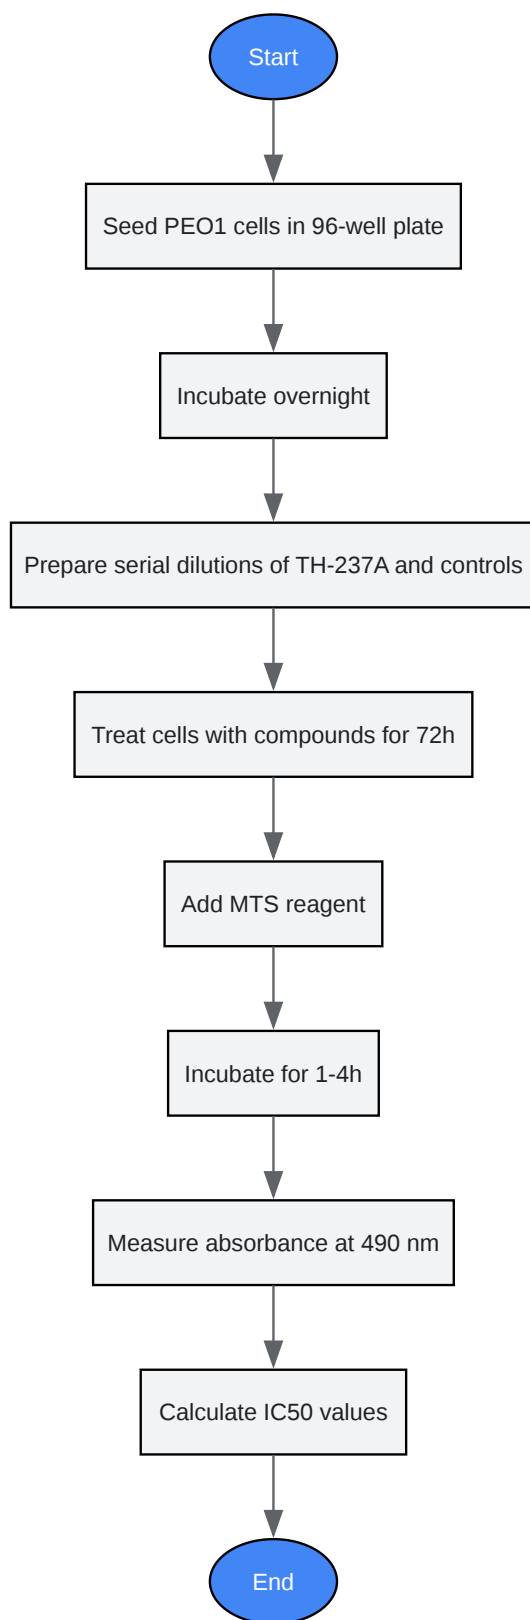 Start
Seed PEO1 cells in 96-well plate
Incubate overnight
Prepare serial dilutions of TH-237A and controls
Treat cells with compounds for 72h
Add MTS reagent
Incubate for 1-4h
Measure absorbance at 490 nm
Calculate IC50 values
End